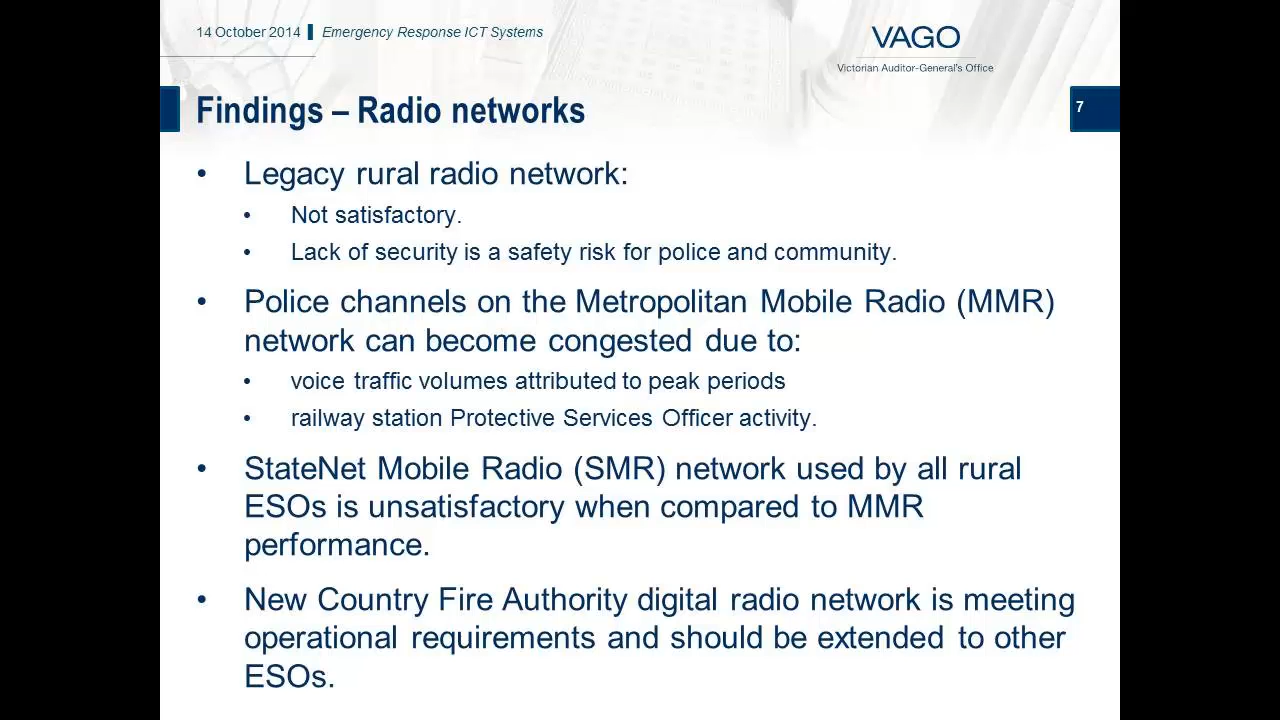 14 October 2014 | Emergency Response ICT Systems
VAGO
Victorian Auditor-General's Office
Findings – Radio networks
7
• Legacy rural radio network:
• Not satisfactory.
• Lack of security is a safety risk for police and community.
• Police channels on the Metropolitan Mobile Radio (MMR)
network can become congested due to:
• voice traffic volumes attributed to peak periods
• railway station Protective Services Officer activity.
• StateNet Mobile Radio (SMR) network used by all rural
ESOs is unsatisfactory when compared to MMR
performance.
• New Country Fire Authority digital radio network is meeting
operational requirements and should be extended to other
ESOs.